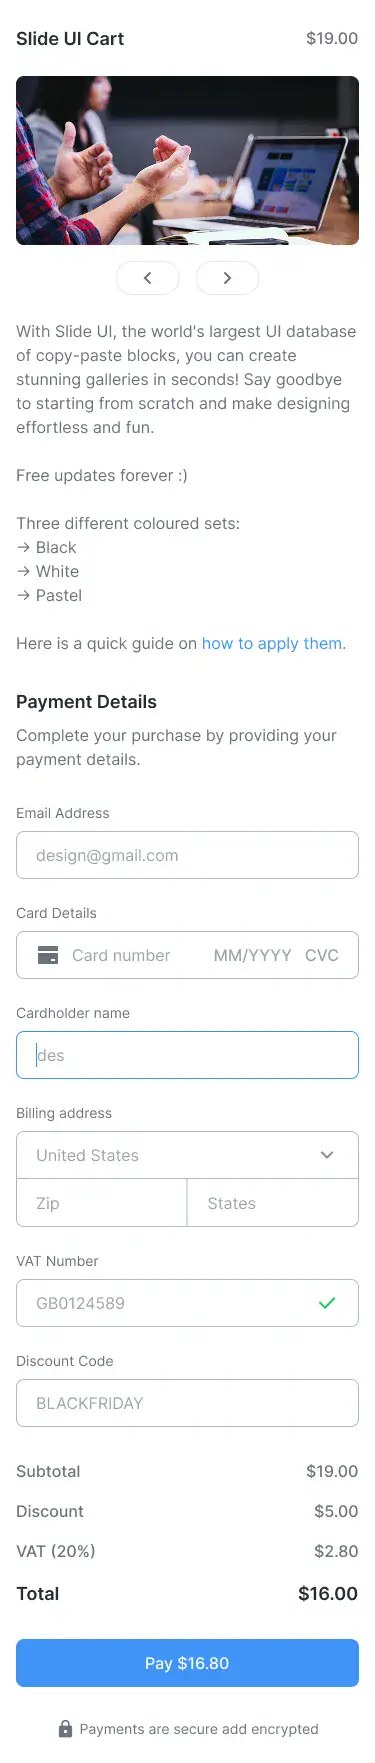 Slide UI Cart $19.00
With Slide UI, the world's largest UI database
of copy-paste blocks, you can create
stunning galleries in seconds! Say goodbye
to starting from scratch and make designing
effortless and fun.
Free updates forever :)
Three different coloured sets:
→ Black
→ White
→ Pastel
Here is a quick guide on how to apply them.
Payment Details
Complete your purchase by providing your
payment details.
Email Address
design@gmail.com
Card Details
Card number MM/YYYY CVC
Cardholder name
des
Billing address
United States
Zip States
VAT Number
GB0124589
Discount Code
BLACKFRIDAY
Subtotal $19.00
Discount $5.00
VAT (20%) $2.80
Total $16.00
Pay $16.80
Payments are secure add encrypted